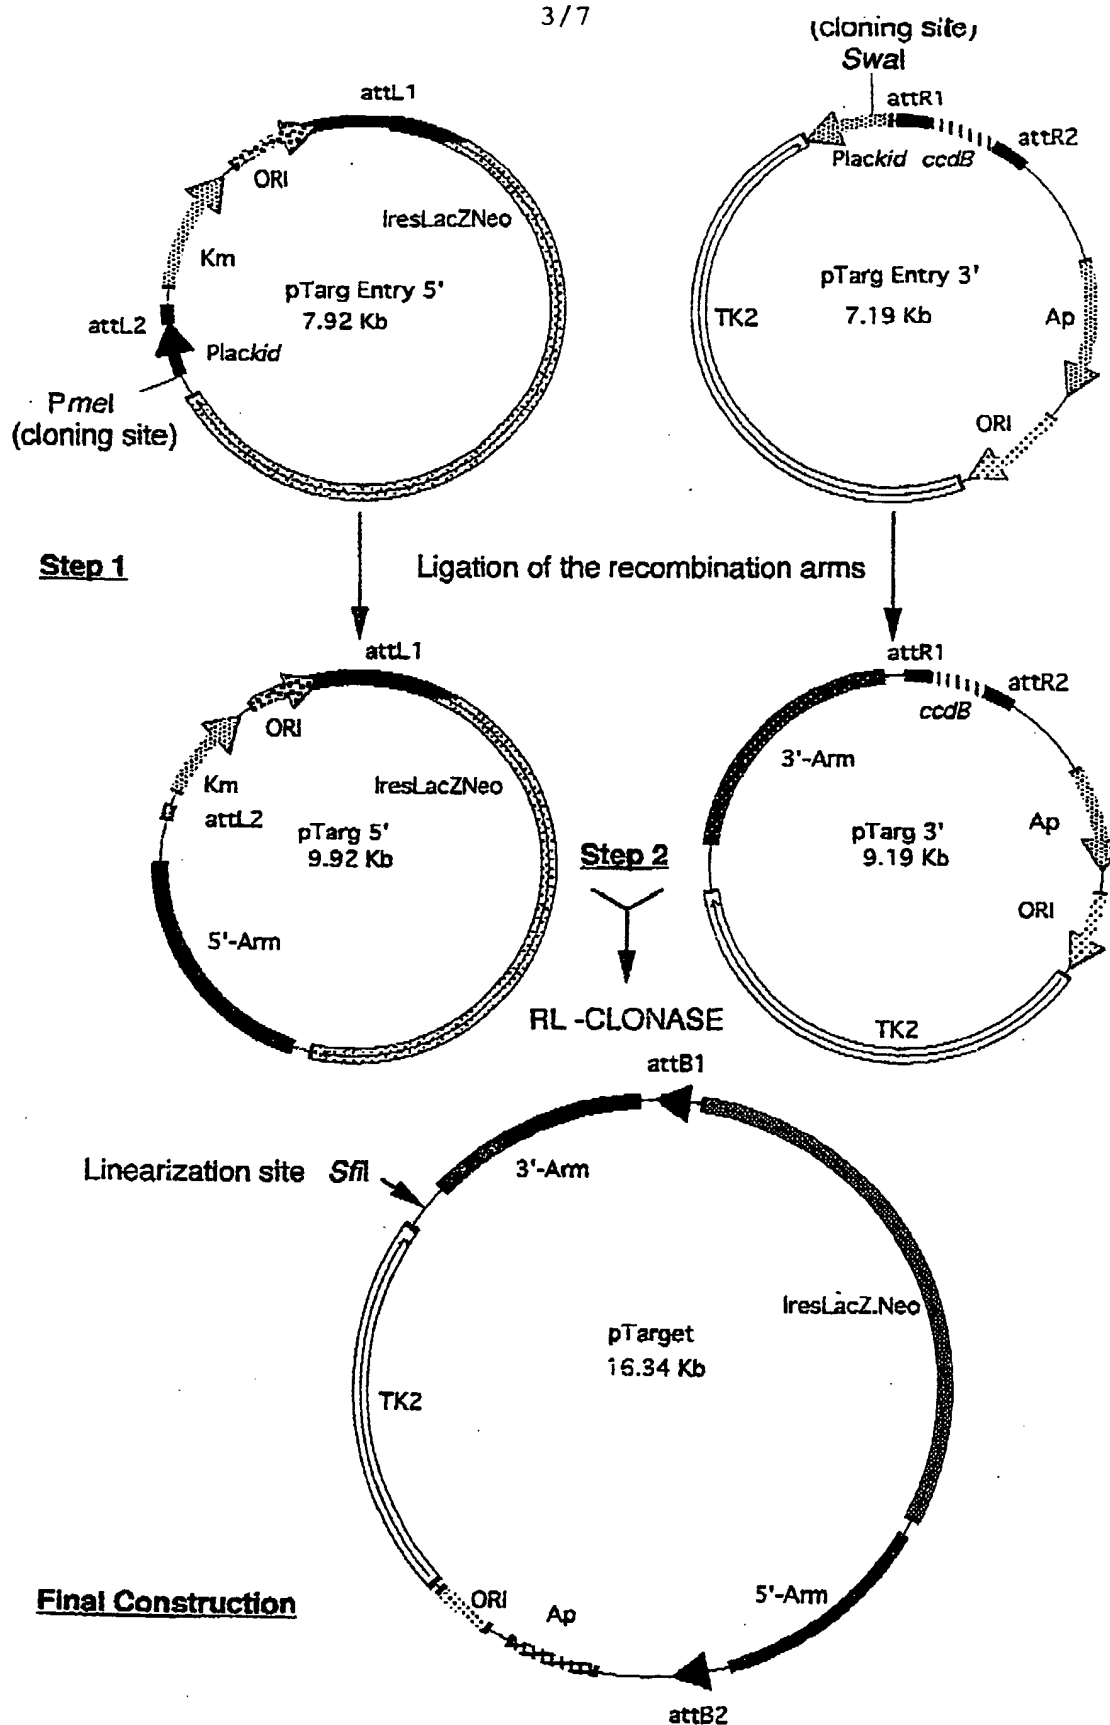 3/7
(cloning site)
SwaI
attL1
attR1
attR2
ORI
Plackid ccdB
IresLacZNeo
Km
pTarg Entry 5'
7.92 Kb
pTarg Entry 3'
7.19 Kb
TK2
Ap
attL2
Plackid
PmeI
(cloning site)
ORI
Step 1
Ligation of the recombination arms
attL1
attR1
attR2
ccdB
ORI
3'-Arm
Km
IresLacZNeo
attL2
pTarg 5'
9.92 Kb
Step 2
pTarg 3'
9.19 Kb
Ap
ORI
5'-Arm
RL-CLONASE
TK2
attB1
Linearization site SfiI
3'-Arm
IresLacZ.Neo
pTarget
16.34 Kb
TK2
Final Construction
ORI
Ap
5'-Arm
attB2